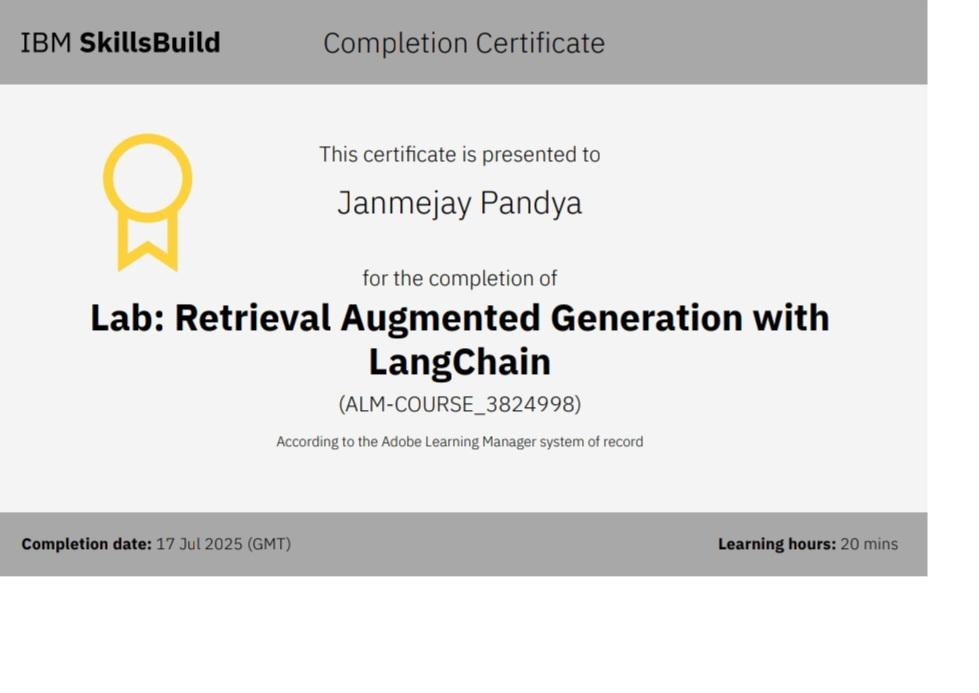 IBM SkillsBuild
Completion Certificate
This certificate is presented to
Janmejay Pandya
for the completion of
Lab: Retrieval Augmented Generation with
LangChain
(ALM-COURSE_3824998)
According to the Adobe Learning Manager system of record
Completion date: 17 Jul 2025 (GMT)
Learning hours: 20 mins